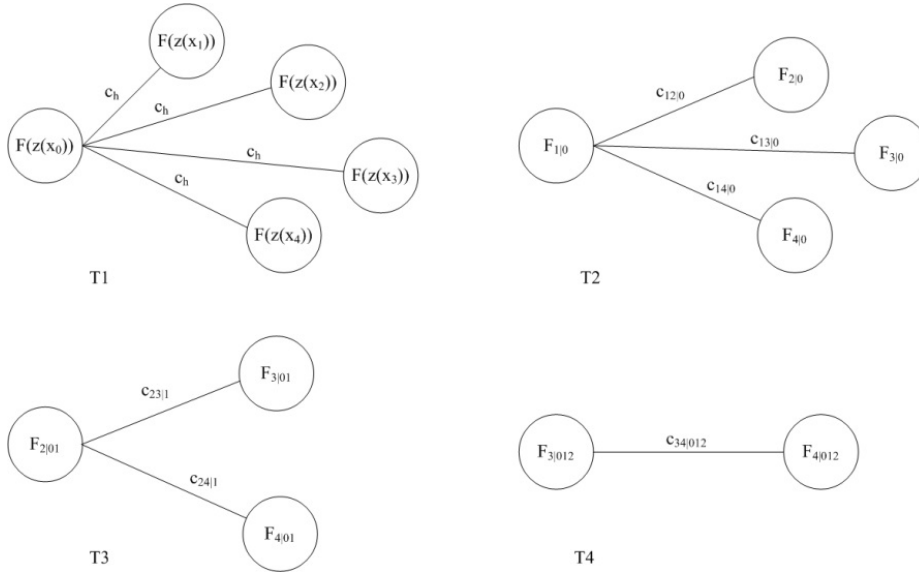 F(z(x₁))
cₕ
F(z(x₂))
cₕ
F(z(x₀))
cₕ
F(z(x₃))
cₕ
F(z(x₄))
T1
F₂|₀
c₁₂|₀
F₁|₀
c₁₃|₀
F₃|₀
c₁₄|₀
F₄|₀
T2
F₃|₀₁
c₂₃|₁
F₂|₀₁
c₂₄|₁
F₄|₀₁
T3
F₃|₀₁₂
c₃₄|₀₁₂
F₄|₀₁₂
T4